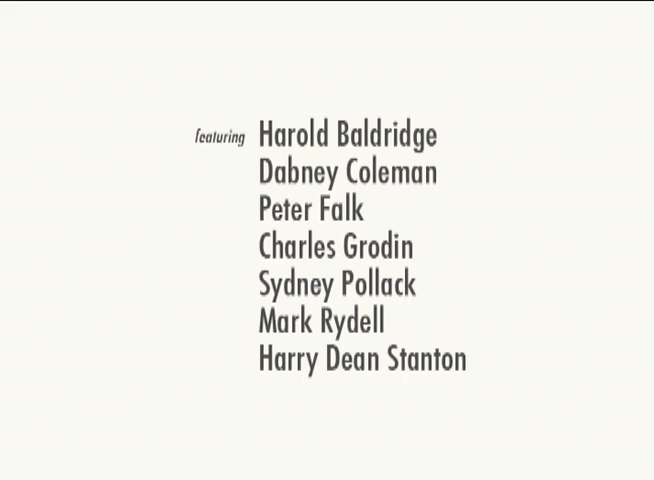 featuring Harold Baldridge
Dabney Coleman
Peter Falk
Charles Grodin
Sydney Pollack
Mark Rydell
Harry Dean Stanton